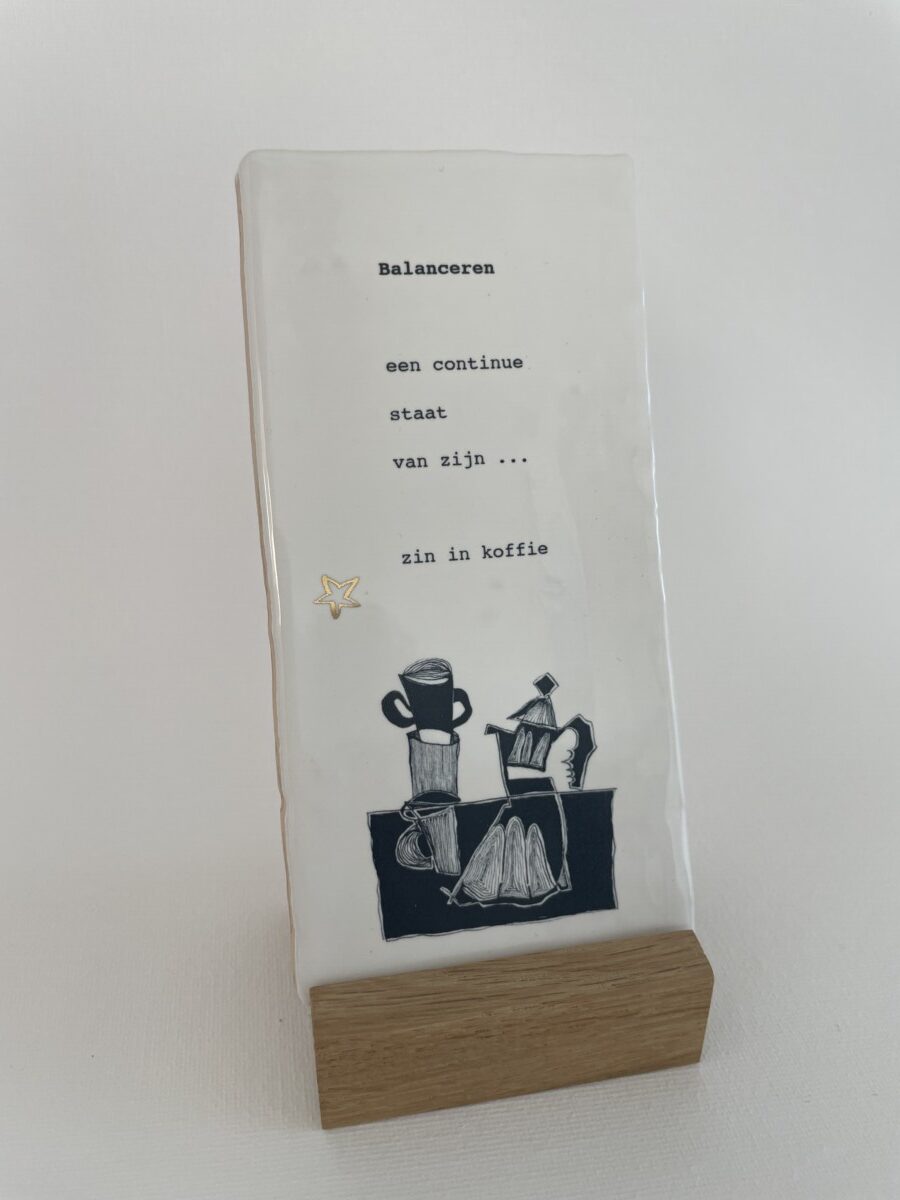 Balanceren
een continue
staat
van zijn ...
zin in koffie